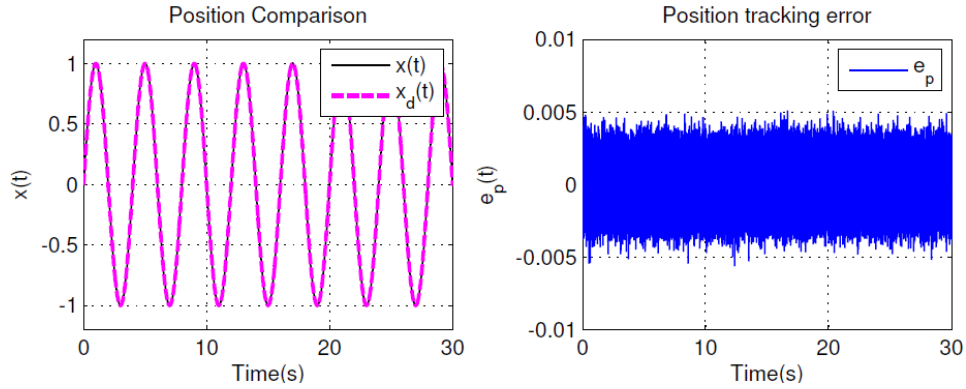 Position Comparison
1
0.5
0
-0.5
-1
x(t)
x(t)
x_d(t)
0
10
20
30
Time(s)
Position tracking error
0.01
0.005
0
-0.005
-0.01
e_p(t)
e_p
0
10
20
30
Time(s)